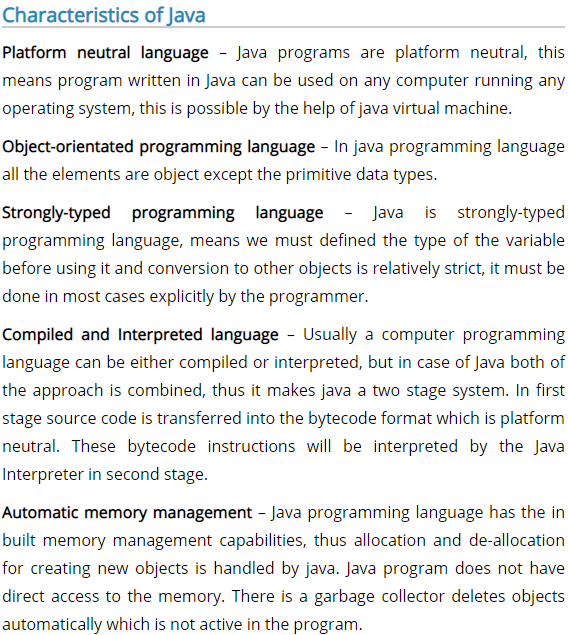 Characteristics of Java
Platform neutral language – Java programs are platform neutral, this
means program written in Java can be used on any computer running any
operating system, this is possible by the help of java virtual machine.
Object-orientated programming language – In java programming language
all the elements are object except the primitive data types.
Strongly-typed programming language – Java is strongly-typed
programming language, means we must defined the type of the variable
before using it and conversion to other objects is relatively strict, it must be
done in most cases explicitly by the programmer.
Compiled and Interpreted language – Usually a computer programming
language can be either compiled or interpreted, but in case of Java both of
the approach is combined, thus it makes java a two stage system. In first
stage source code is transferred into the bytecode format which is platform
neutral. These bytecode instructions will be interpreted by the Java
Interpreter in second stage.
Automatic memory management – Java programming language has the in
built memory management capabilities, thus allocation and de-allocation
for creating new objects is handled by java. Java program does not have
direct access to the memory. There is a garbage collector deletes objects
automatically which is not active in the program.